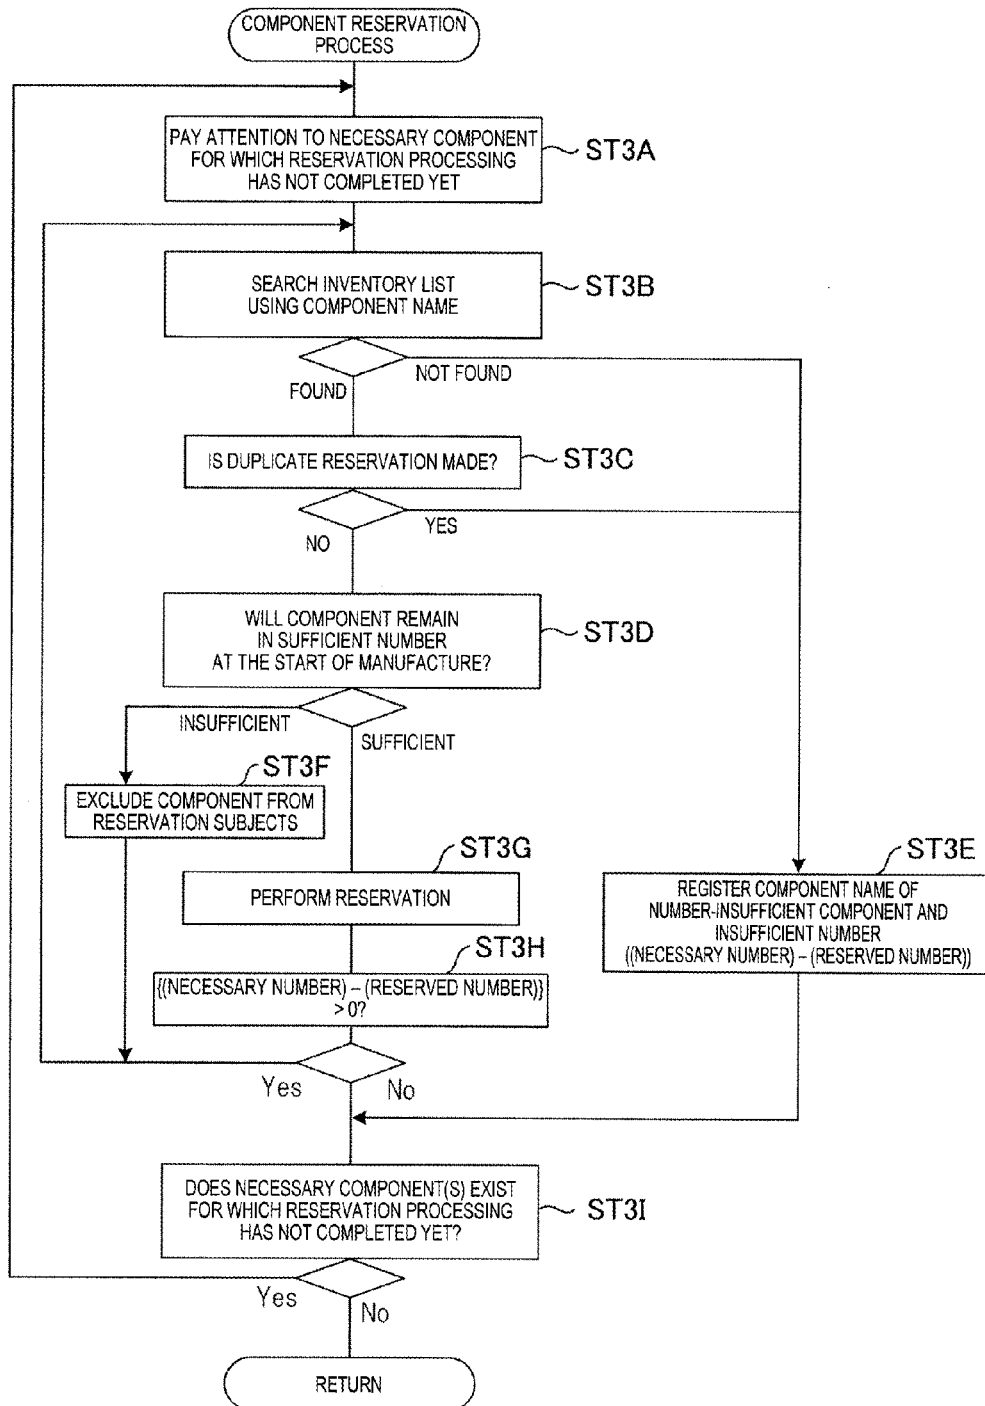 COMPONENT RESERVATION
PROCESS
PAY ATTENTION TO NECESSARY COMPONENT
FOR WHICH RESERVATION PROCESSING
HAS NOT COMPLETED YET
ST3A
SEARCH INVENTORY LIST
USING COMPONENT NAME
ST3B
NOT FOUND
FOUND
IS DUPLICATE RESERVATION MADE?
ST3C
YES
NO
WILL COMPONENT REMAIN
IN SUFFICIENT NUMBER
AT THE START OF MANUFACTURE?
ST3D
INSUFFICIENT
SUFFICIENT
ST3F
EXCLUDE COMPONENT FROM
RESERVATION SUBJECTS
ST3G
PERFORM RESERVATION
ST3E
REGISTER COMPONENT NAME OF
NUMBER-INSUFFICIENT COMPONENT AND
INSUFFICIENT NUMBER
((NECESSARY NUMBER) – (RESERVED NUMBER))
ST3H
{(NECESSARY NUMBER) – (RESERVED NUMBER)}
> 0?
Yes
No
DOES NECESSARY COMPONENT(S) EXIST
FOR WHICH RESERVATION PROCESSING
HAS NOT COMPLETED YET?
ST3I
Yes
No
RETURN